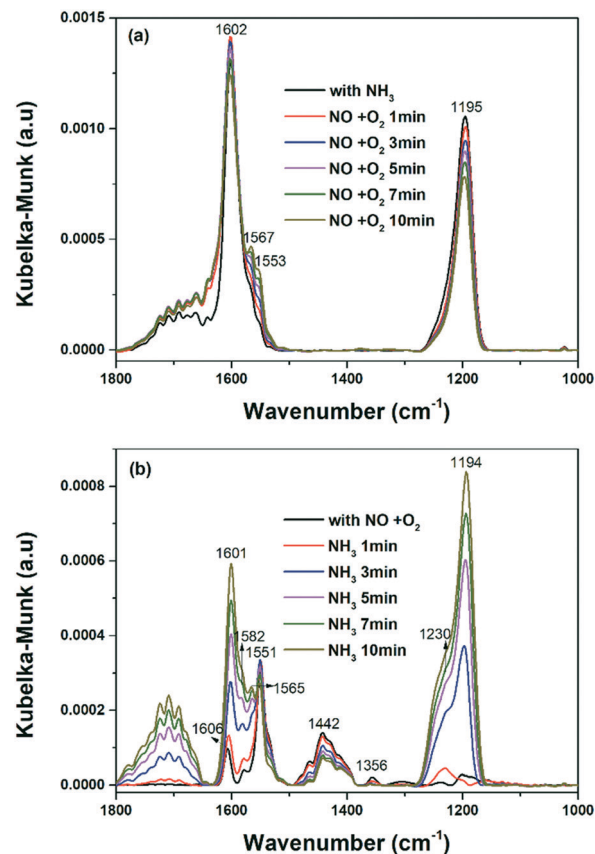 (a)
1602
1195
1567
1553
with NH₃
NO +O₂ 1min
NO +O₂ 3min
NO +O₂ 5min
NO +O₂ 7min
NO +O₂ 10min
Kubelka-Munk (a.u)
0.0015
0.0010
0.0005
0.0000
1800 1600 1400 1200 1000
Wavenumber (cm⁻¹)
(b)
1194
1601
1582
1551
1565
1606
1442
1356
1230
with NO +O₂
NH₃ 1min
NH₃ 3min
NH₃ 5min
NH₃ 7min
NH₃ 10min
Kubelka-Munk (a.u)
0.0008
0.0006
0.0004
0.0002
0.0000
1800 1600 1400 1200 1000
Wavenumber (cm⁻¹)